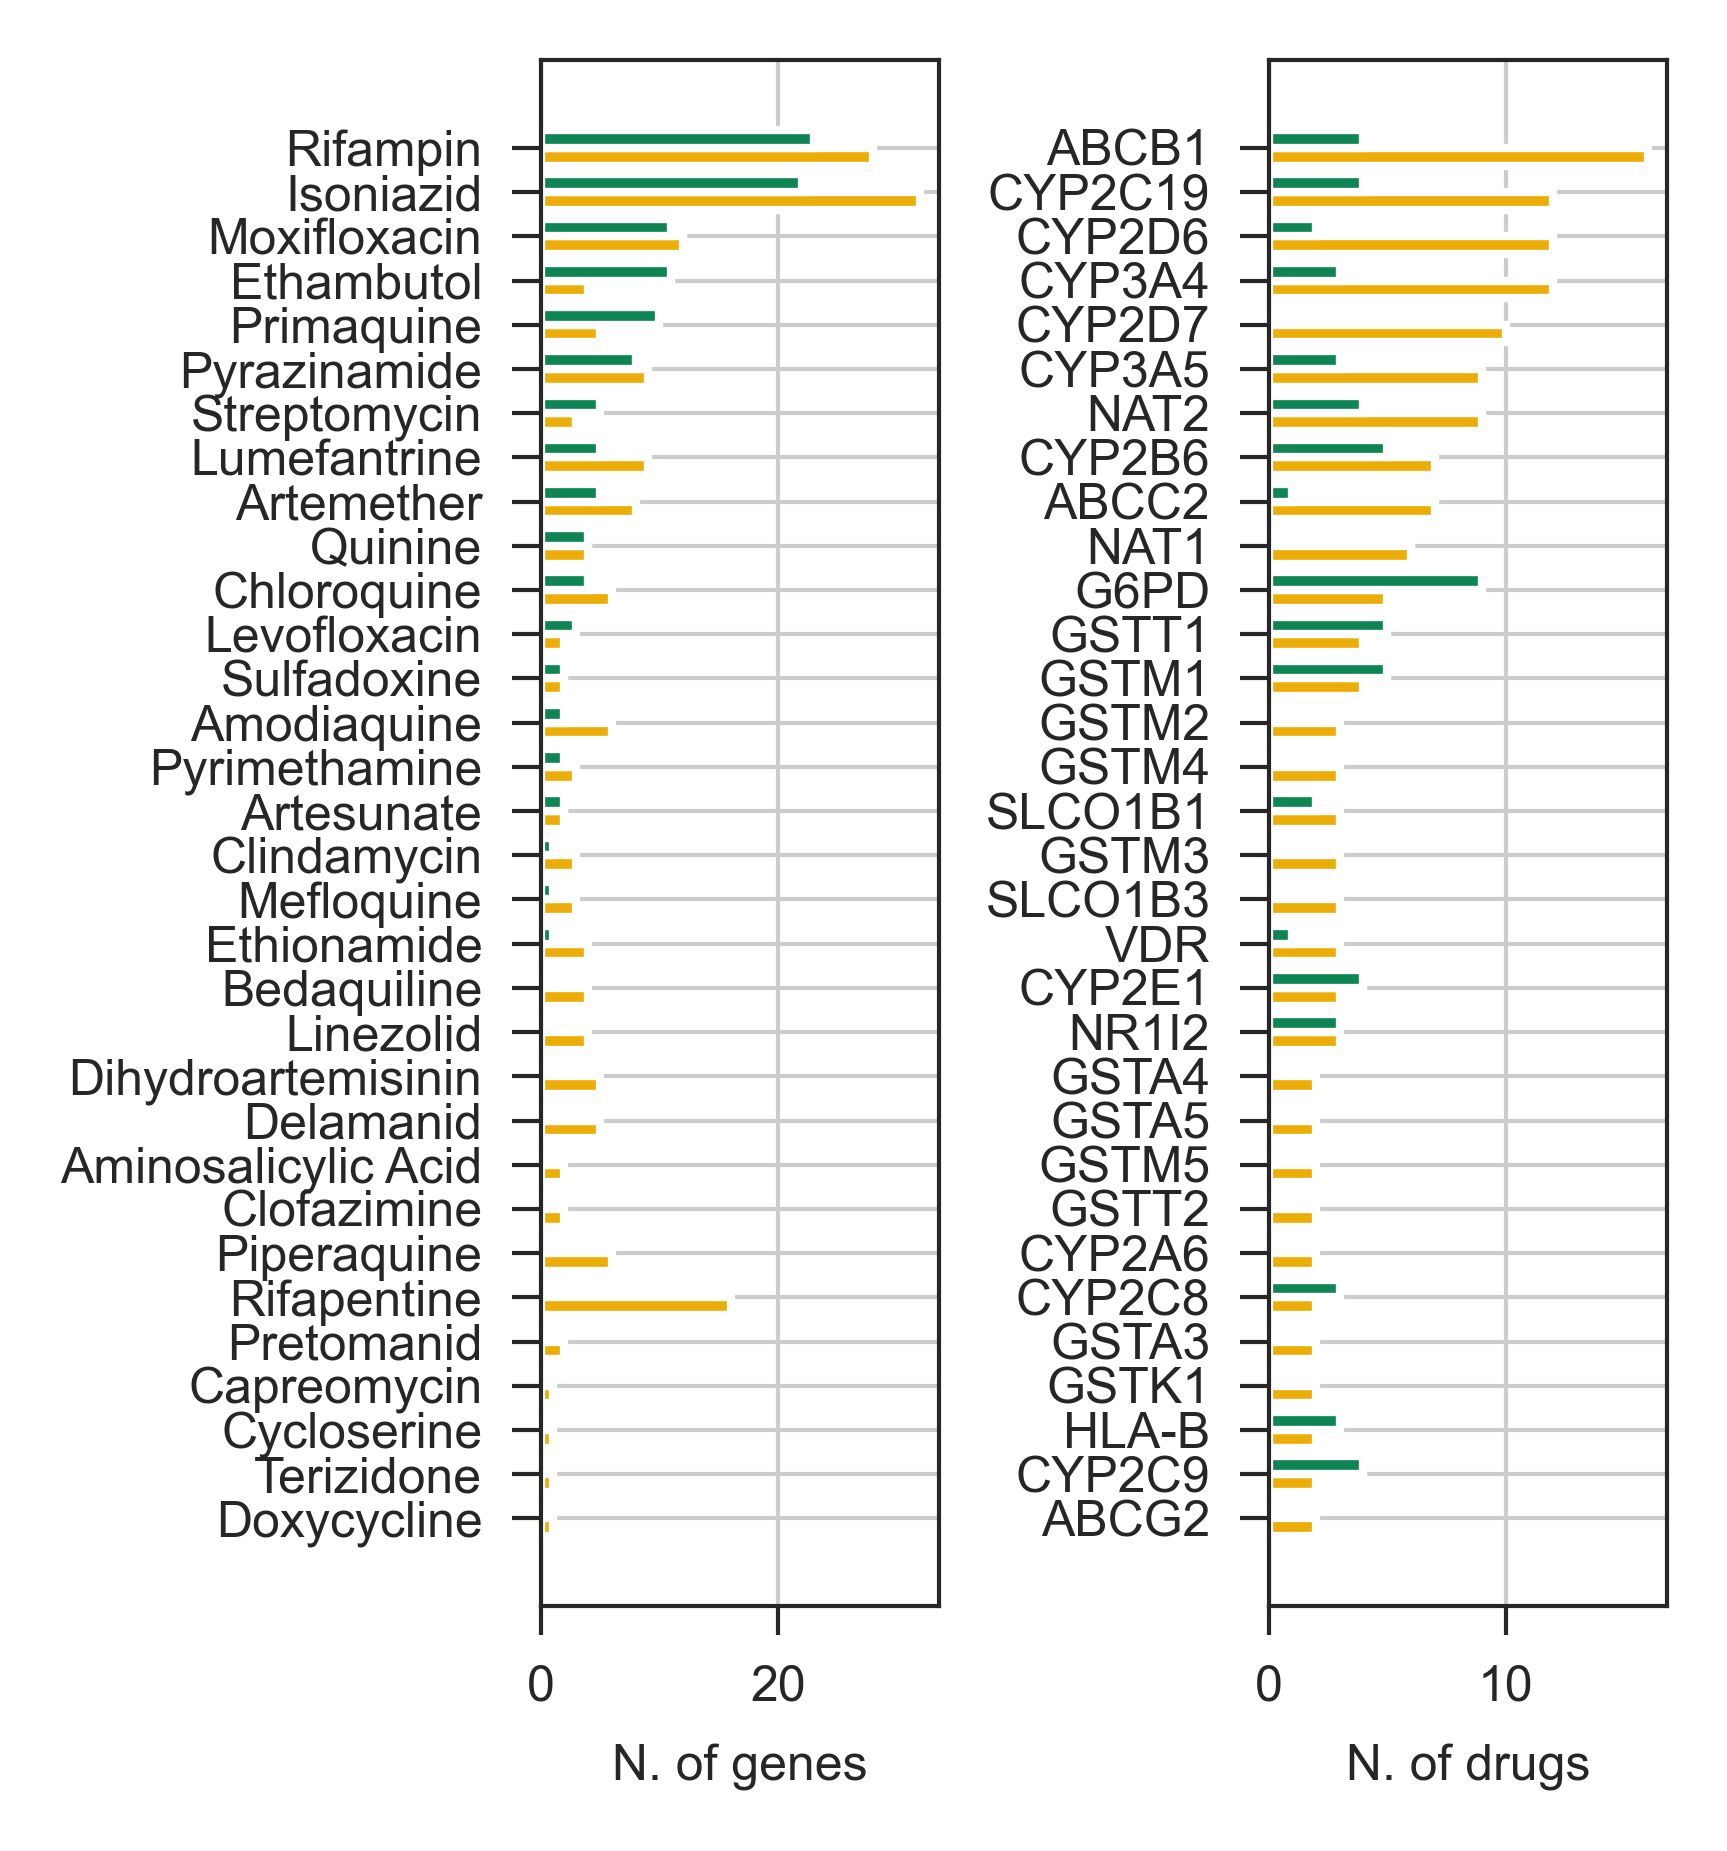 Rifampin
Isoniazid
Moxifloxacin
Ethambutol
Primaquine
Pyrazinamide
Streptomycin
Lumefantrine
Artemether
Quinine
Chloroquine
Levofloxacin
Sulfadoxine
Amodiaquine
Pyrimethamine
Artesunate
Clindamycin
Mefloquine
Ethionamide
Bedaquiline
Linezolid
Dihydroartemisinin
Delamanid
Aminosalicylic Acid
Clofazimine
Piperaquine
Rifapentine
Pretomanid
Capreomycin
Cycloserine
Terizidone
Doxycycline
0 20
N. of genes
ABCB1
CYP2C19
CYP2D6
CYP3A4
CYP2D7
CYP3A5
NAT2
CYP2B6
ABCC2
NAT1
G6PD
GSTT1
GSTM1
GSTM2
GSTM4
SLCO1B1
GSTM3
SLCO1B3
VDR
CYP2E1
NR1I2
GSTA4
GSTA5
GSTM5
GSTT2
CYP2A6
CYP2C8
GSTA3
GSTK1
HLA-B
CYP2C9
ABCG2
0 10
N. of drugs